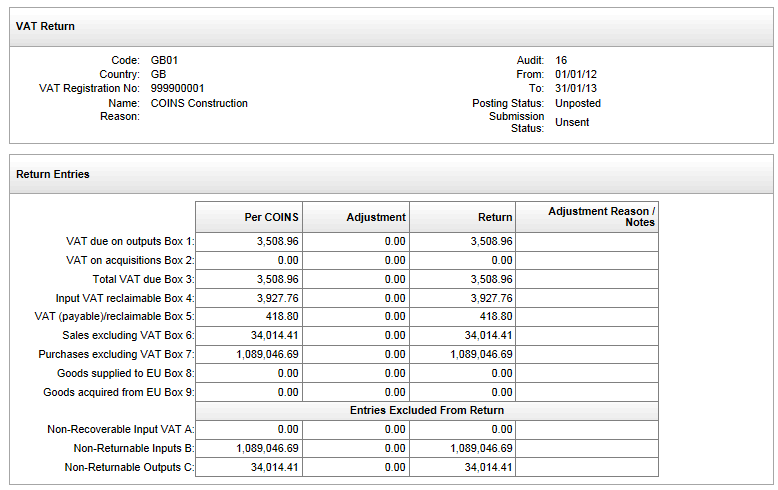 VAT Return
Code: GB01 Audit: 16
Country: GB From: 01/01/12
VAT Registration No: 999900001 To: 31/01/13
Name: COINS Construction Posting Status: Unposted
Reason: Submission Status: Unsent
Return Entries
Per COINS Adjustment Return Adjustment Reason / Notes
VAT due on outputs Box 1: 3,508.96 0.00 3,508.96
VAT on acquisitions Box 2: 0.00 0.00 0.00
Total VAT due Box 3: 3,508.96 0.00 3,508.96
Input VAT reclaimable Box 4: 3,927.76 0.00 3,927.76
VAT (payable)/reclaimable Box 5: 418.80 0.00 418.80
Sales excluding VAT Box 6: 34,014.41 0.00 34,014.41
Purchases excluding VAT Box 7: 1,089,046.69 0.00 1,089,046.69
Goods supplied to EU Box 8: 0.00 0.00 0.00
Goods acquired from EU Box 9: 0.00 0.00 0.00
Entries Excluded From Return
Non-Recoverable Input VAT A: 0.00 0.00 0.00
Non-Returnable Inputs B: 1,089,046.69 0.00 1,089,046.69
Non-Returnable Outputs C: 34,014.41 0.00 34,014.41